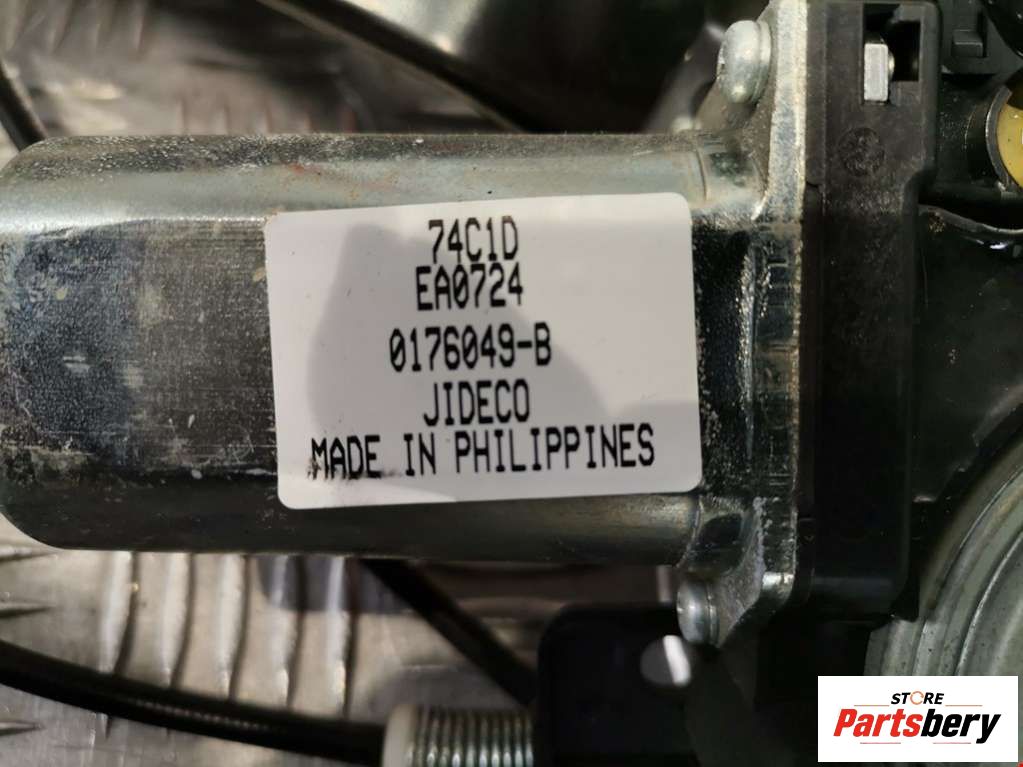 74C1D
EA0724
0176049-B
JIDECO
MADE IN PHILIPPINES
STORE
Partsbery